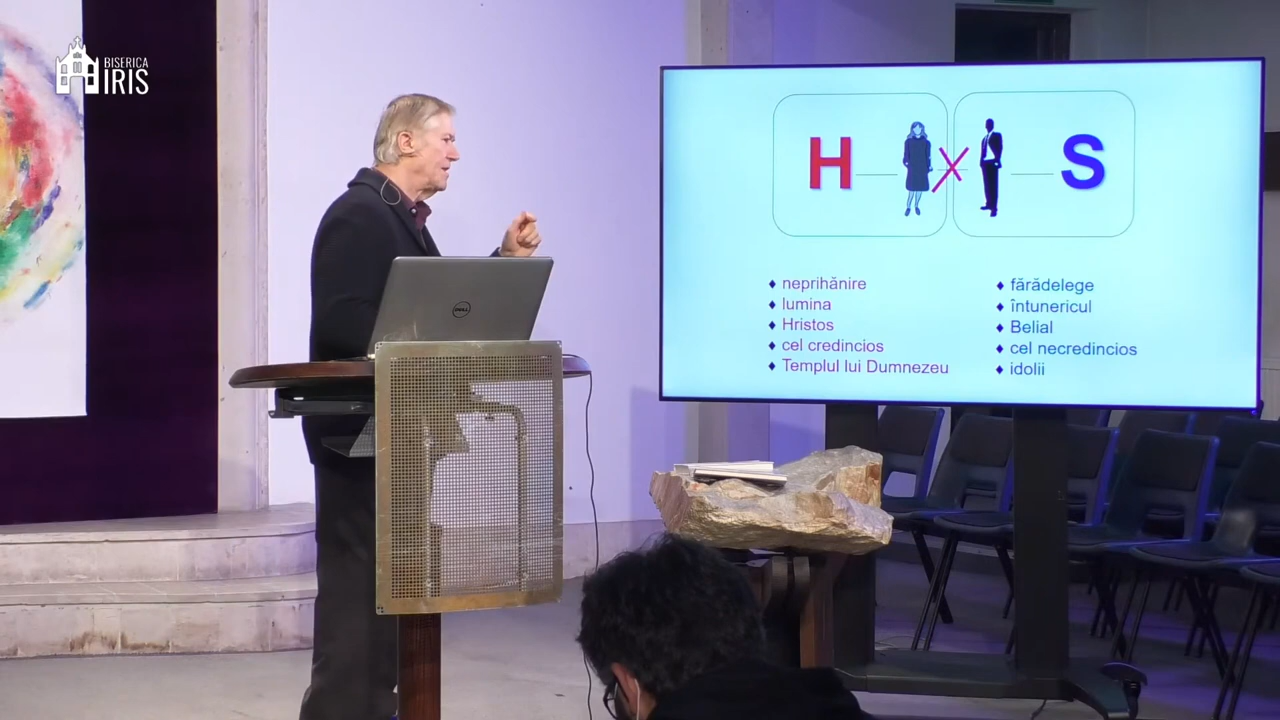 BISERICA
IRIS
H
X
S
neprihănire
lumina
Hristos
cel credincios
Templul lui Dumnezeu
fărădelege
întunericul
Belial
cel necredincios
idolii
DELL